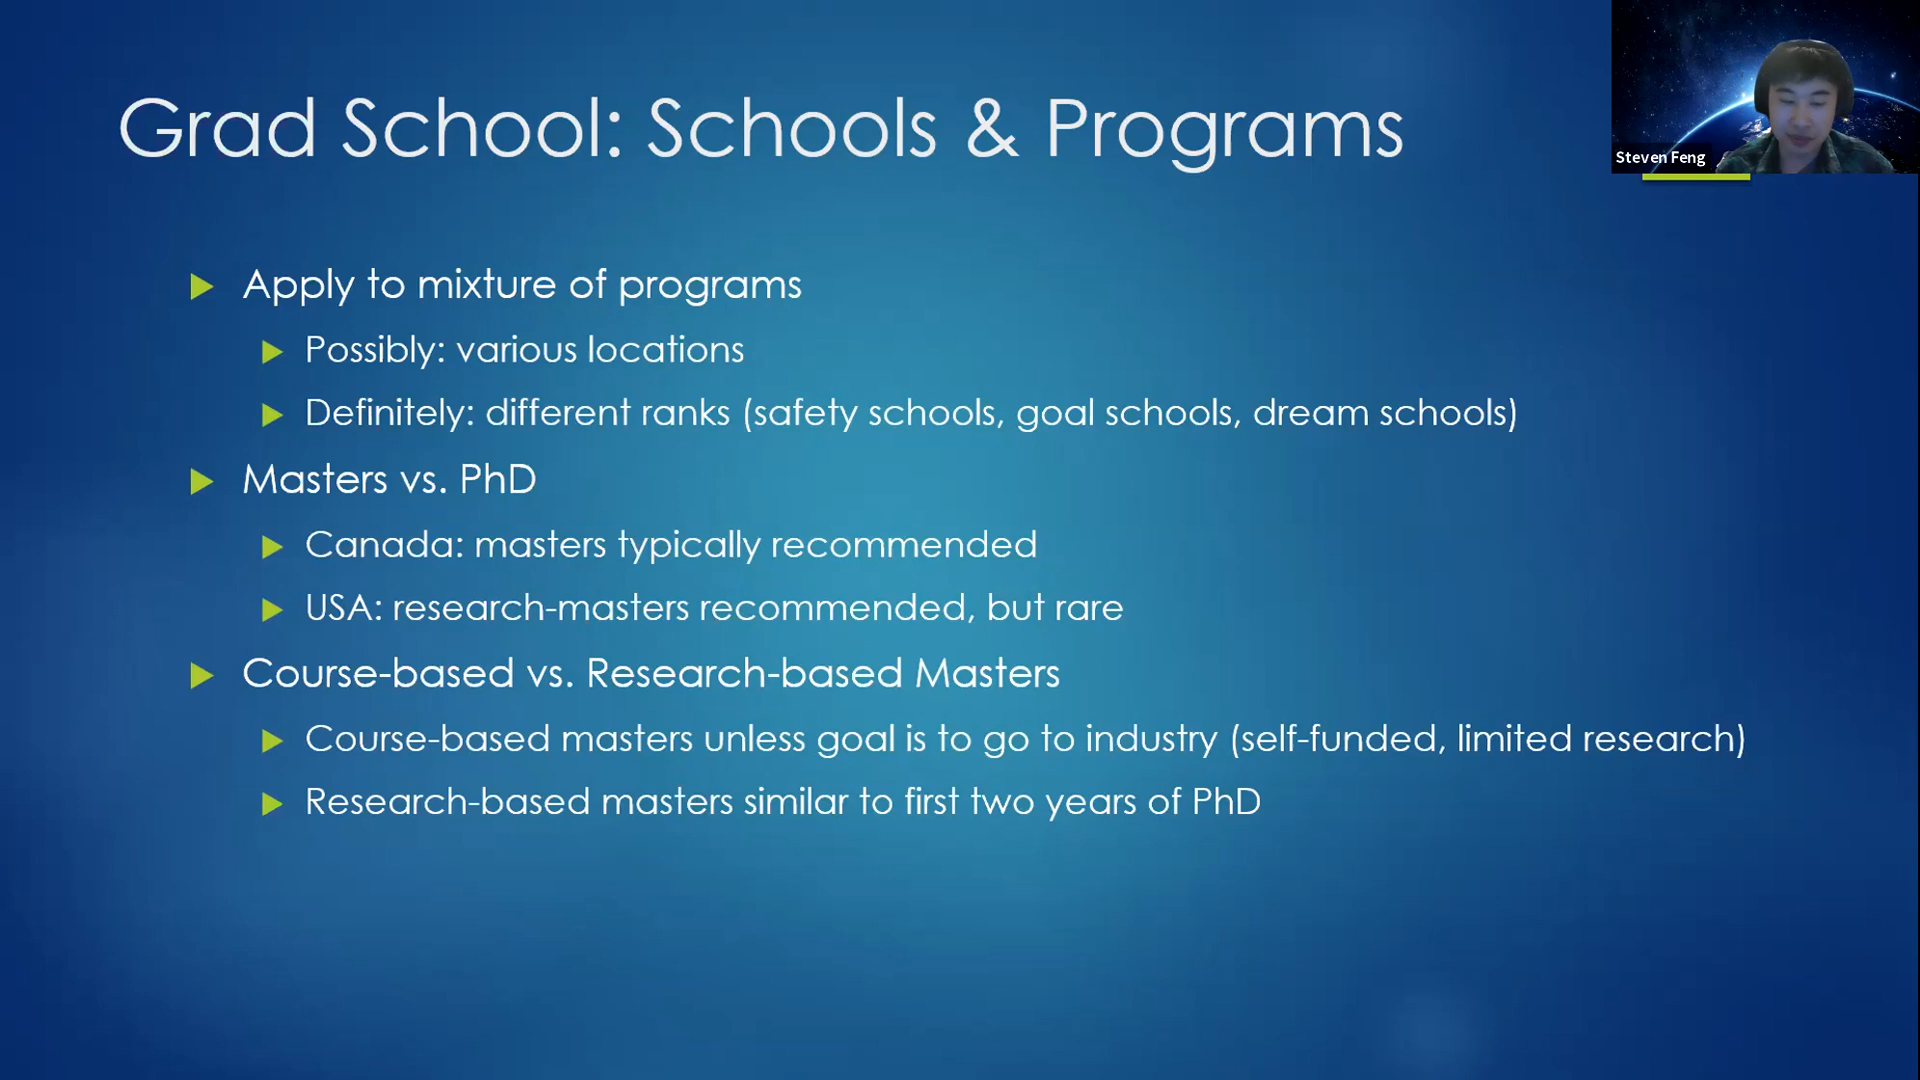 Grad School: Schools & Programs
Steven Feng
Apply to mixture of programs
Possibly: various locations
Definitely: different ranks (safety schools, goal schools, dream schools)
Masters vs. PhD
Canada: masters typically recommended
USA: research-masters recommended, but rare
Course-based vs. Research-based Masters
Course-based masters unless goal is to go to industry (self-funded, limited research)
Research-based masters similar to first two years of PhD